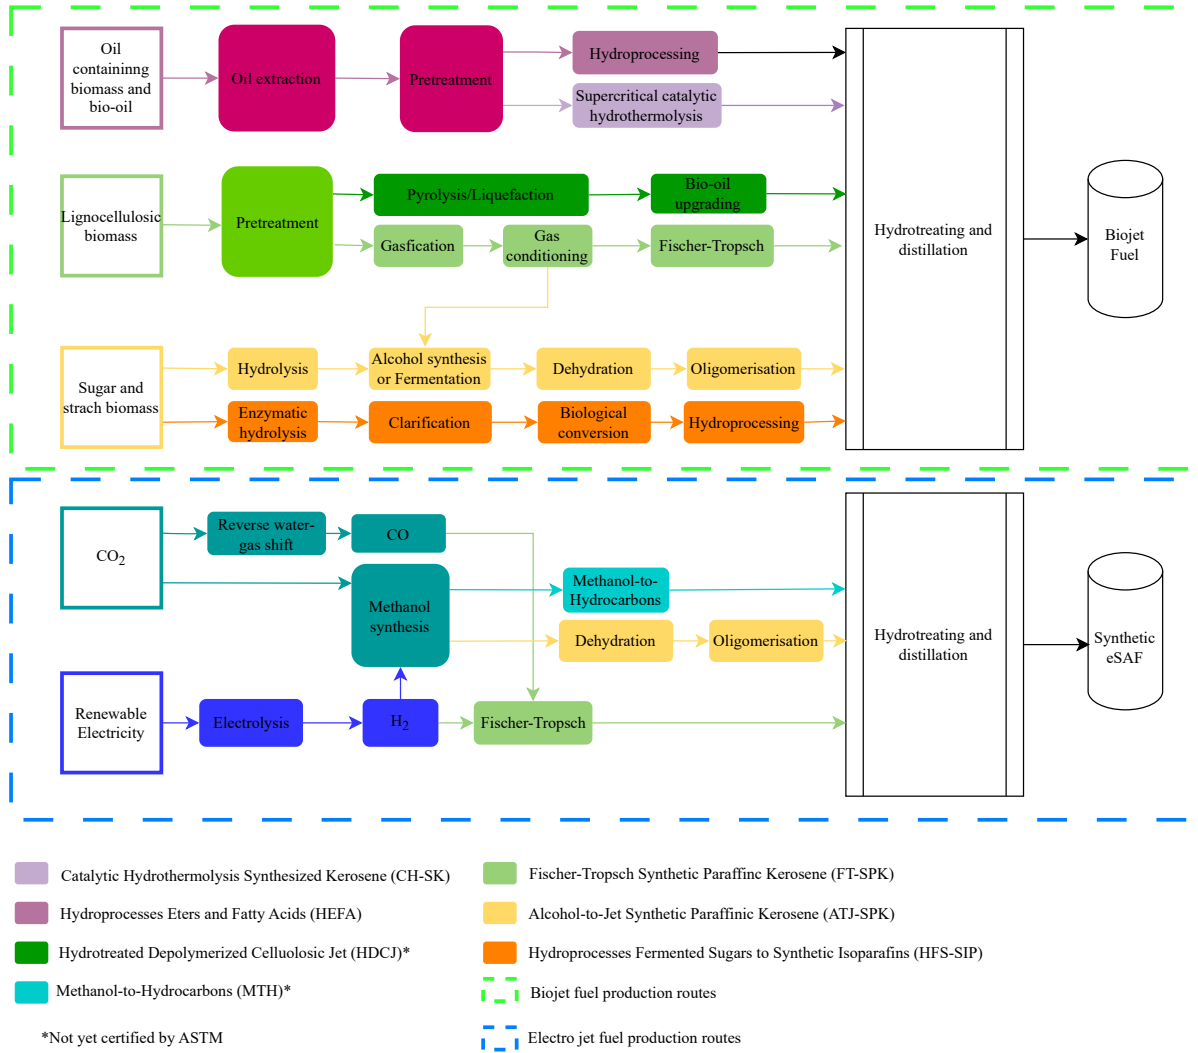 Oil
containinng
biomass and
bio-oil
Oil extraction
Pretreatment
Hydroprocessing
Supercritical catalytic
hydrothermolysis
Lignocellulosic
biomass
Pretreatment
Pyrolysis/Liquefaction
Bio-oil
upgrading
Gasfication
Gas
conditioning
Fischer-Tropsch
Sugar and
strach biomass
Hydrolysis
Alcohol synthesis
or Fermentation
Dehydration
Oligomerisation
Enzymatic
hydrolysis
Clarification
Biological
conversion
Hydroprocessing
Hydrotreating and
distillation
Biojet
Fuel
CO2
Reverse water-
gas shift
CO
Methanol
synthesis
Methanol-to-
Hydrocarbons
Dehydration
Oligomerisation
Renewable
Electricity
Electrolysis
H2
Fischer-Tropsch
Hydrotreating and
distillation
Synthetic
eSAF
Catalytic Hydrothermolysis Synthesized Kerosene (CH-SK)
Hydroprocesses Eters and Fatty Acids (HEFA)
Hydrotreated Depolymerized Celluolosic Jet (HDCJ)*
Methanol-to-Hydrocarbons (MTH)*
*Not yet certified by ASTM
Fischer-Tropsch Synthetic Paraffinc Kerosene (FT-SPK)
Alcohol-to-Jet Synthetic Paraffinic Kerosene (ATJ-SPK)
Hydroprocesses Fermented Sugars to Synthetic Isoparafins (HFS-SIP)
Biojet fuel production routes
Electro jet fuel production routes